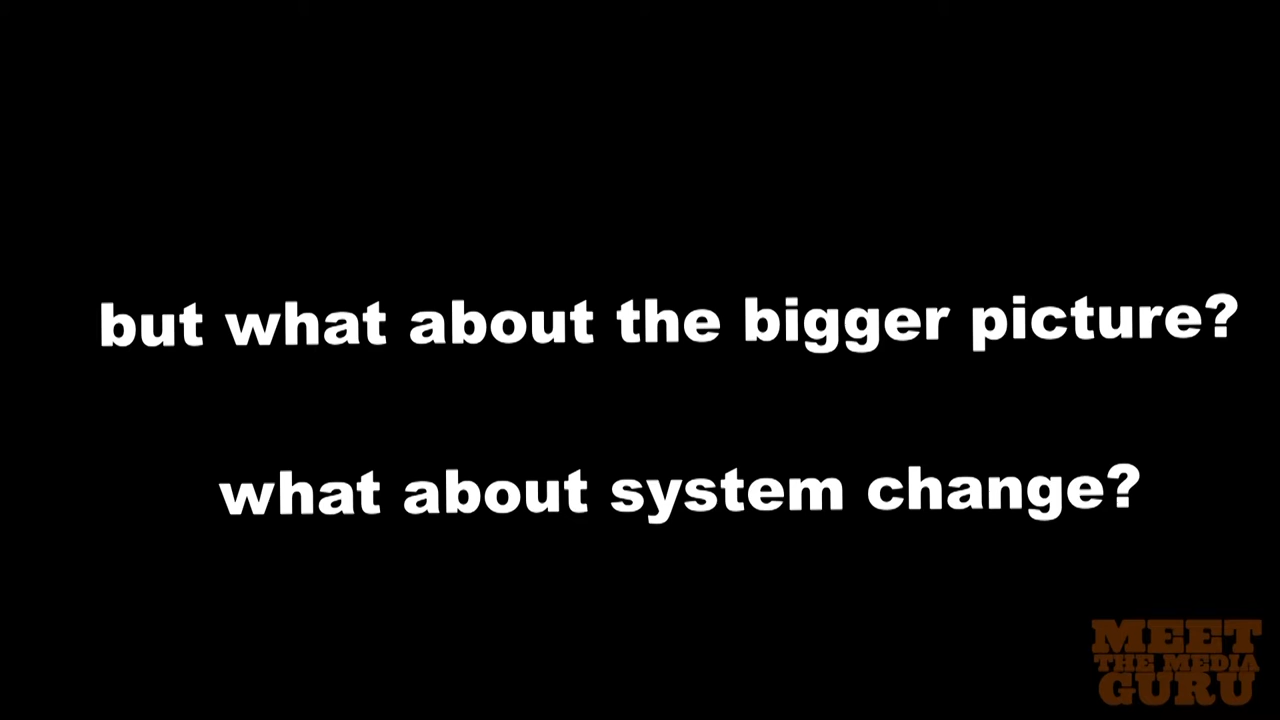 but what about the bigger picture?
what about system change?
MEET
THE MEDIA
GURU